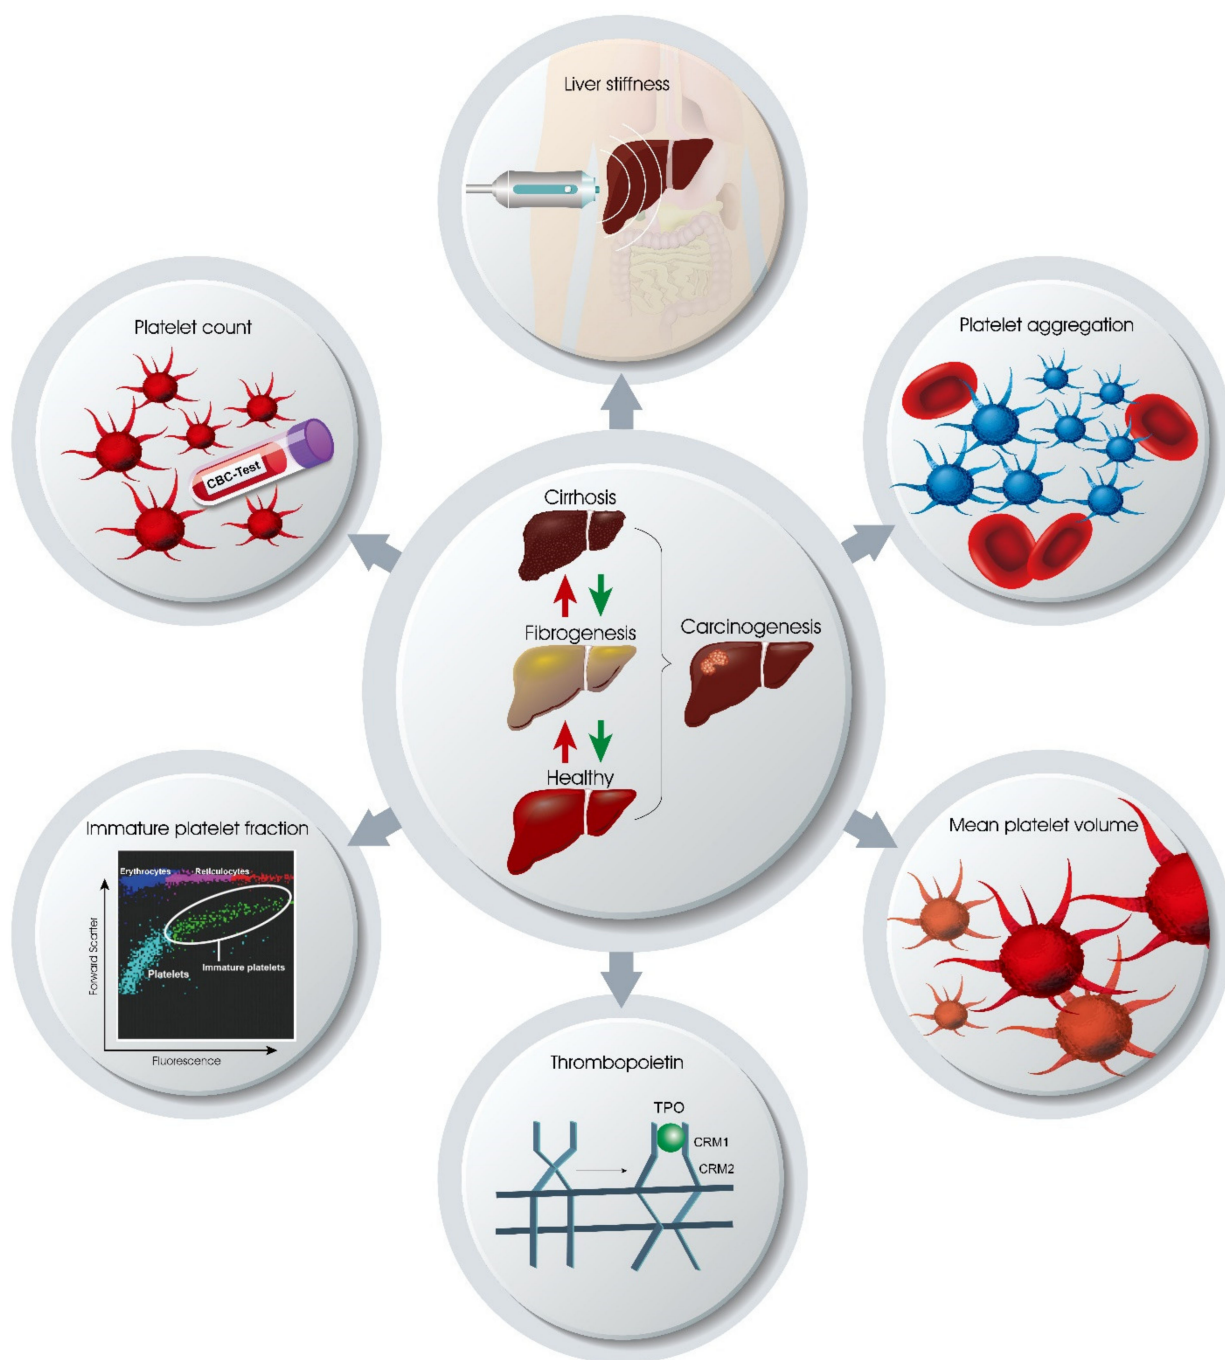 Liver stiffness
Platelet count
CBC-Test
Platelet aggregation
Cirrhosis
Fibrogenesis
Carcinogenesis
Healthy
Immature platelet fraction
Erythrocytes
Reticulocytes
Platelets
Immature platelets
Forward Scatter
Fluorescence
Mean platelet volume
Thrombopoietin
TPO
CRM1
CRM2